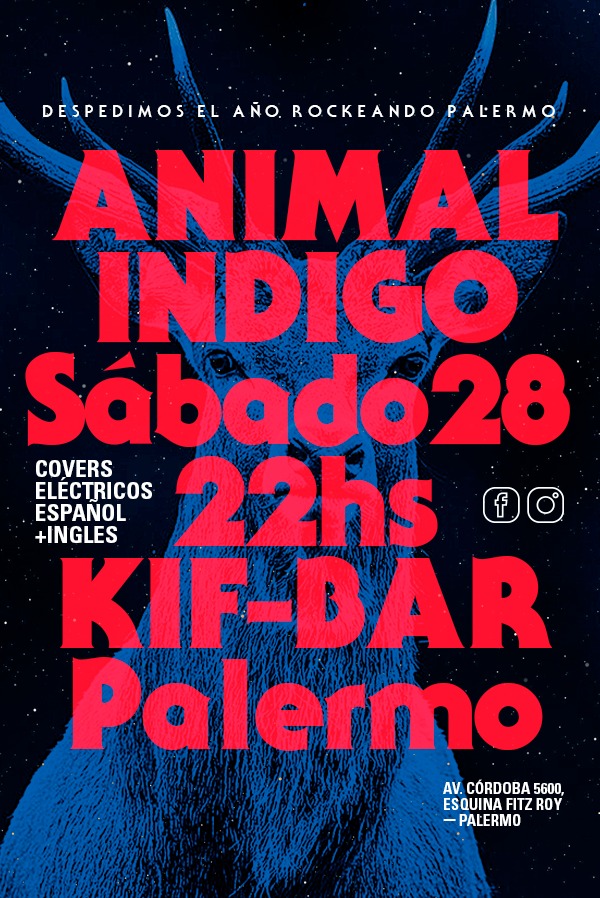 DESPEDIMOS EL AÑO ROCKEANDO PALERMO
ANIMAL
INDIGO
Sábado 28
22hs
COVERS
ELÉCTRICOS
ESPAÑOL
+INGLES
KIF-BAR
Palermo
AV. CÓRDOBA 5600,
ESQUINA FITZ ROY
— PALERMO